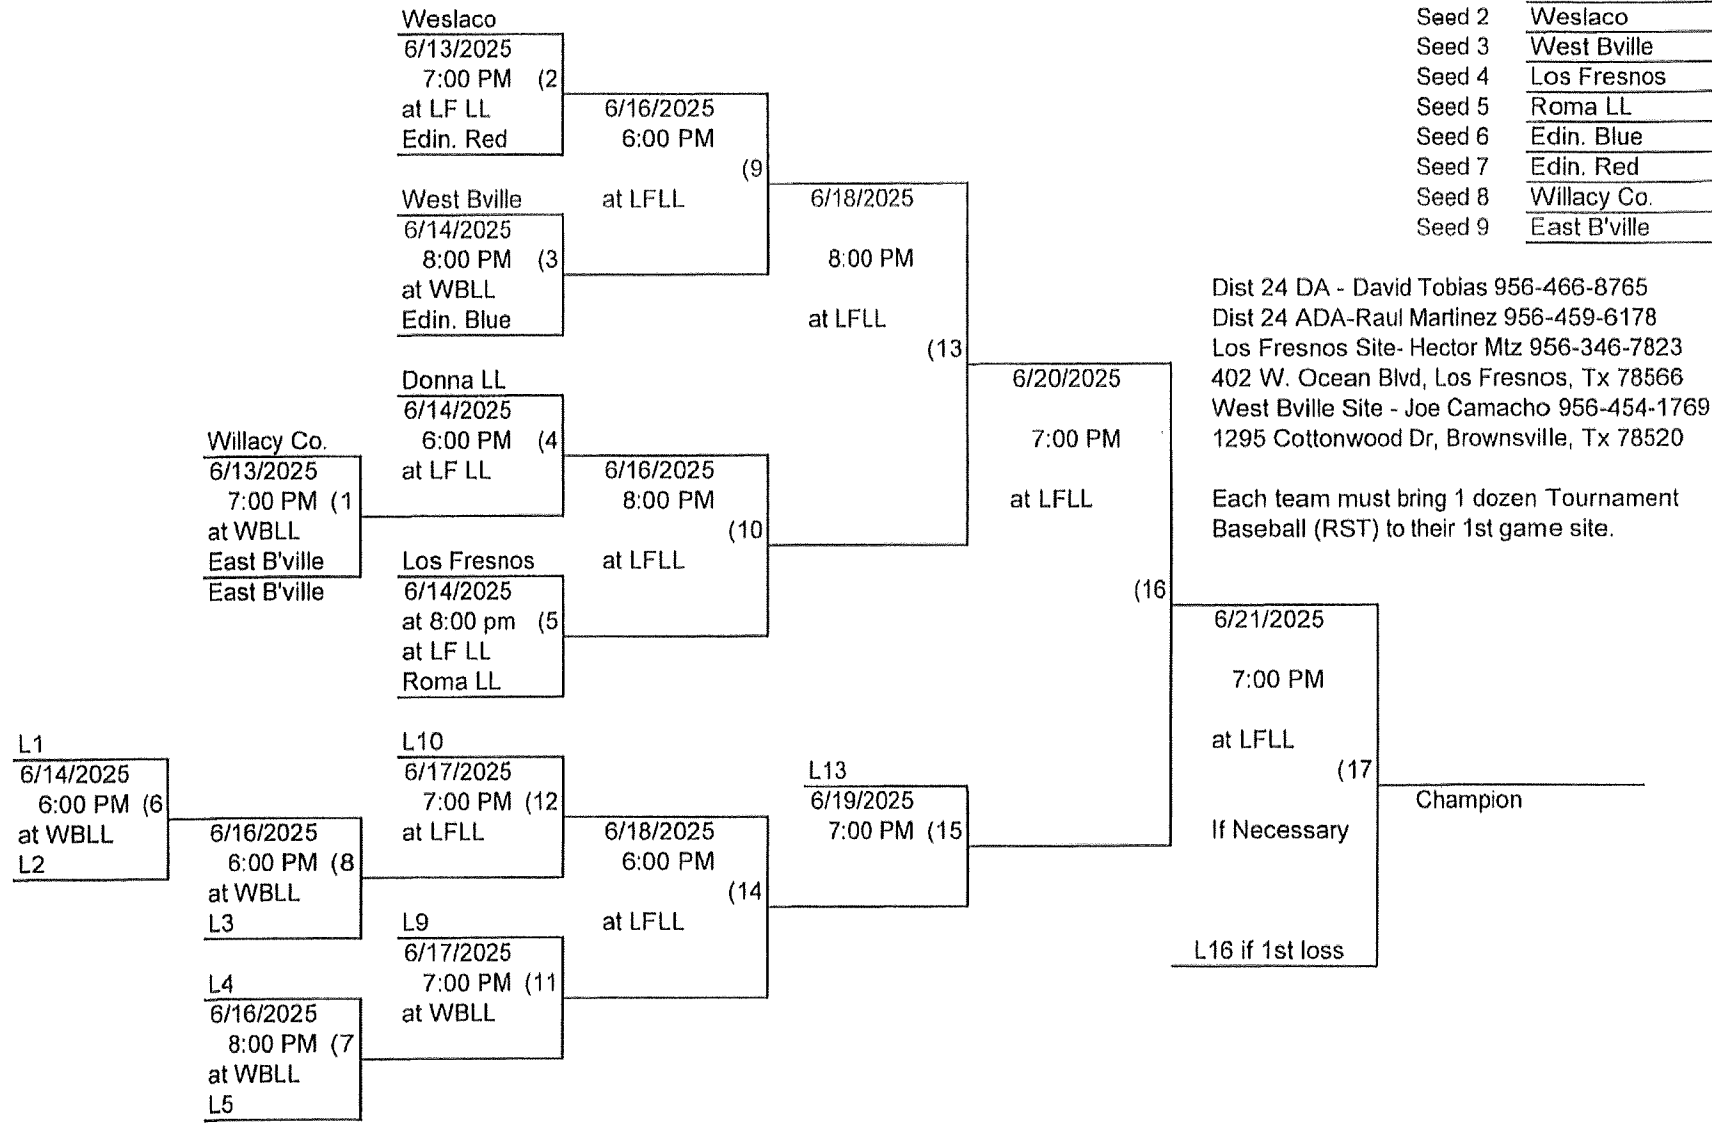 Weslaco
6/13/2025
7:00 PM (2
at LF LL
Edin. Red
West Bville
6/14/2025
8:00 PM (3
at WBLL
Edin. Blue
Donna LL
6/14/2025
6:00 PM (4
at LF LL
Willacy Co.
6/13/2025
7:00 PM (1
at WBLL
East B'ville
East B'ville
Los Fresnos
6/14/2025
at 8:00 pm (5
at LF LL
Roma LL
6/16/2025
6:00 PM
(9
at LFLL
6/16/2025
8:00 PM
(10
at LFLL
6/18/2025
8:00 PM
at LFLL
(13
6/20/2025
7:00 PM
at LFLL
(16
6/21/2025
7:00 PM
at LFLL
(17
If Necessary
L16 if 1st loss
Champion
L1
6/14/2025
6:00 PM (6
at WBLL
L2
6/16/2025
6:00 PM (8
at WBLL
L3
L4
6/16/2025
8:00 PM (7
at WBLL
L5
L10
6/17/2025
7:00 PM (12
at LFLL
L9
6/17/2025
7:00 PM (11
at WBLL
6/18/2025
6:00 PM
(14
at LFLL
L13
6/19/2025
7:00 PM (15
Seed 2 Weslaco
Seed 3 West Bville
Seed 4 Los Fresnos
Seed 5 Roma LL
Seed 6 Edin. Blue
Seed 7 Edin. Red
Seed 8 Willacy Co.
Seed 9 East B'ville
Dist 24 DA - David Tobias 956-466-8765
Dist 24 ADA-Raul Martinez 956-459-6178
Los Fresnos Site- Hector Mtz 956-346-7823
402 W. Ocean Blvd, Los Fresnos, Tx 78566
West Bville Site - Joe Camacho 956-454-1769
1295 Cottonwood Dr, Brownsville, Tx 78520
Each team must bring 1 dozen Tournament
Baseball (RST) to their 1st game site.